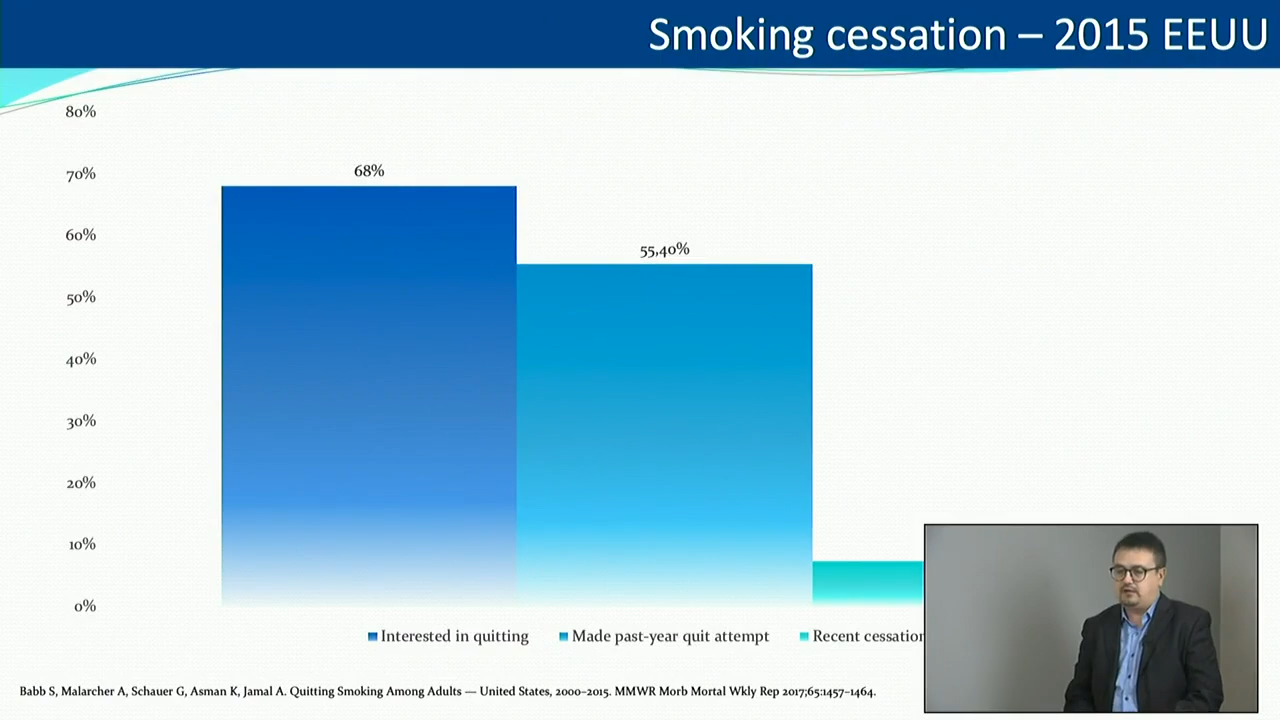 Smoking cessation – 2015 EEUU
80%
70%
60%
50%
40%
30%
20%
10%
0%
68%
55,40%
Interested in quitting
Made past-year quit attempt
Recent cessation
Babb S, Malarcher A, Schauer G, Asman K, Jamal A. Quitting Smoking Among Adults — United States, 2000–2015. MMWR Morb Mortal Wkly Rep 2017;65:1457–1464.